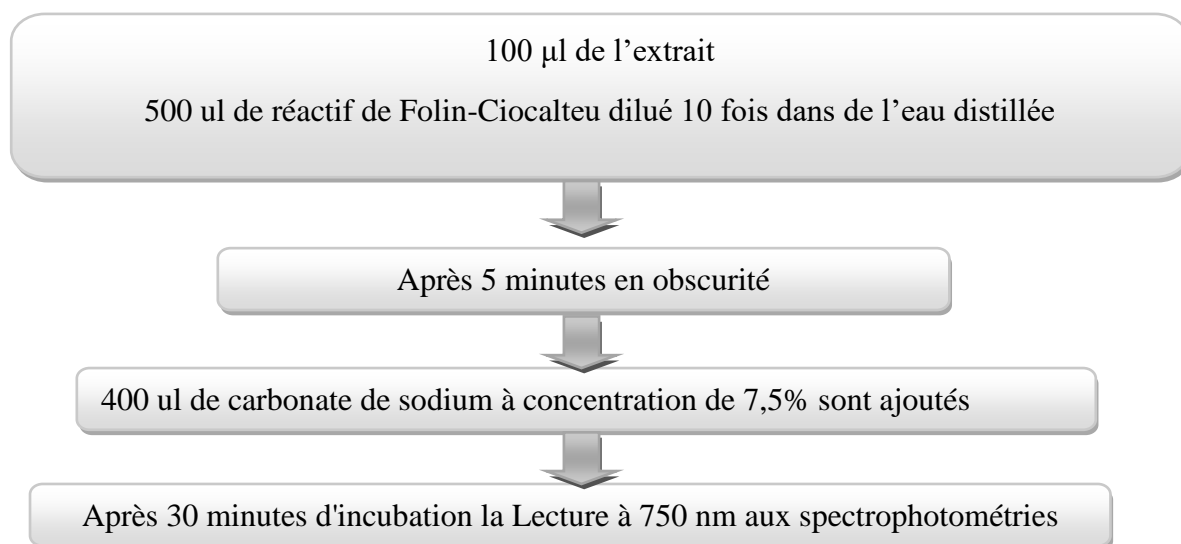 100 μl de l’extrait
500 ul de réactif de Folin-Ciocalteu dilué 10 fois dans de l’eau distillée
Après 5 minutes en obscurité
400 ul de carbonate de sodium à concentration de 7,5% sont ajoutés
Après 30 minutes d'incubation la Lecture à 750 nm aux spectrophotométries